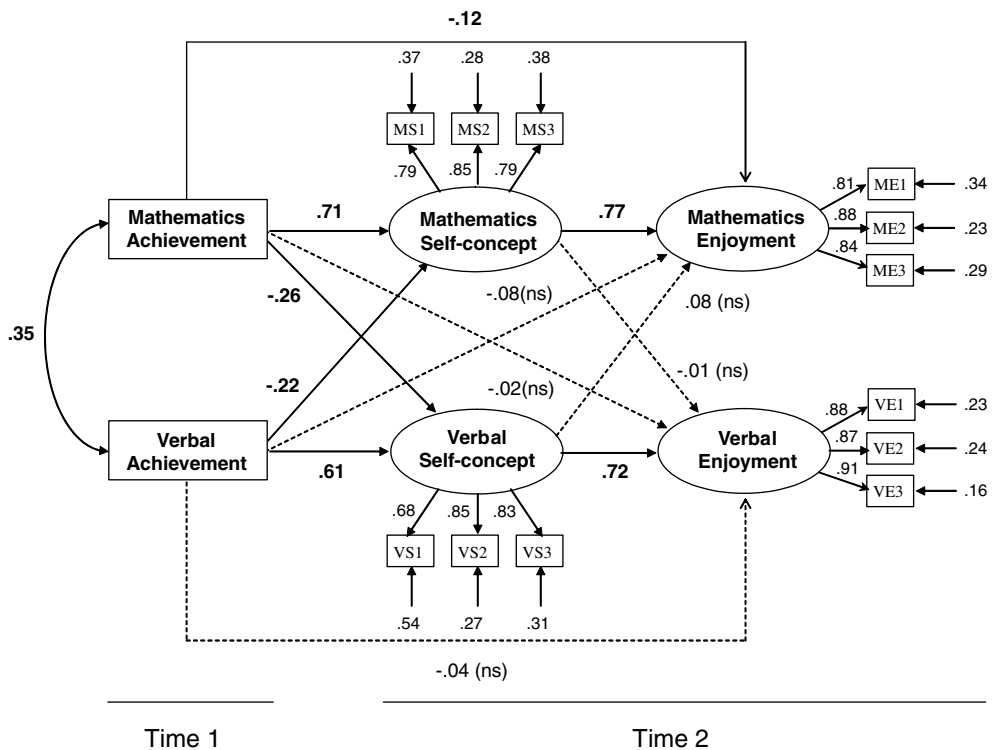 -.12
.37
.28
.38
MS1
MS2
MS3
.79
.85
.79
Mathematics
Achievement
.71
Mathematics
Self-concept
.77
Mathematics
Enjoyment
.81
.88
.84
ME1
ME2
ME3
.34
.23
.29
.35
-.26
-.22
-.08(ns)
.08 (ns)
-.02(ns)
-.01 (ns)
Verbal
Achievement
.61
Verbal
Self-concept
.72
Verbal
Enjoyment
.88
.87
.91
VE1
VE2
VE3
.23
.24
.16
.68
.85
.83
VS1
VS2
VS3
.54
.27
.31
-.04 (ns)
Time 1
Time 2